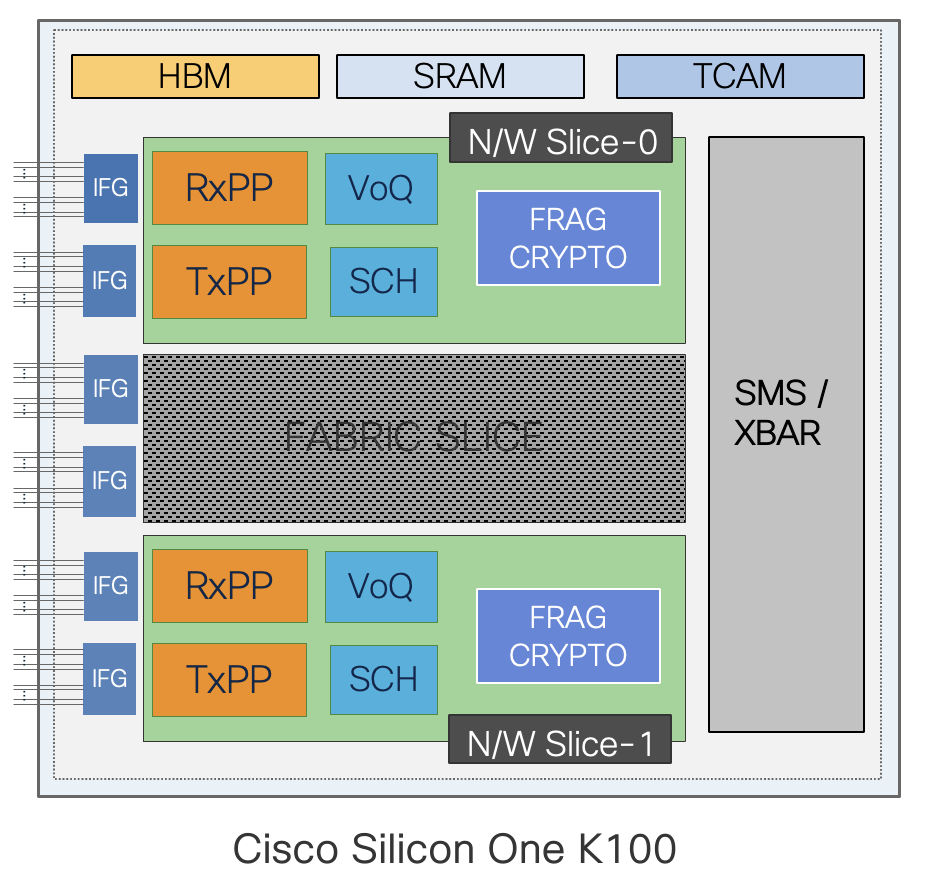 HBM
SRAM
TCAM
N/W Slice-0
IFG
RxPP
VoQ
FRAG
CRYPTO
IFG
TxPP
SCH
IFG
FABRIC SLICE
IFG
SMS /
XBAR
IFG
RxPP
VoQ
FRAG
CRYPTO
IFG
TxPP
SCH
N/W Slice-1
Cisco Silicon One K100